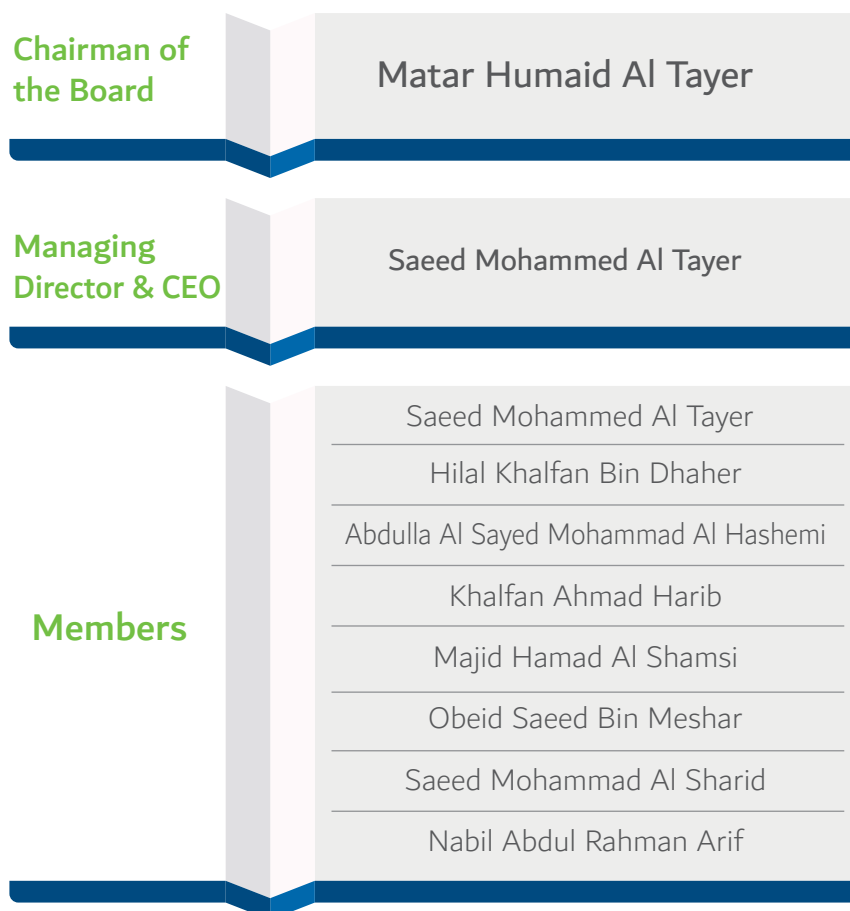 Chairman of
the Board
Matar Humaid Al Tayer
Managing
Director & CEO
Saeed Mohammed Al Tayer
Members
Saeed Mohammed Al Tayer
Hilal Khalfan Bin Dhaher
Abdulla Al Sayed Mohammad Al Hashemi
Khalfan Ahmad Harib
Majid Hamad Al Shamsi
Obeid Saeed Bin Meshar
Saeed Mohammad Al Sharid
Nabil Abdul Rahman Arif